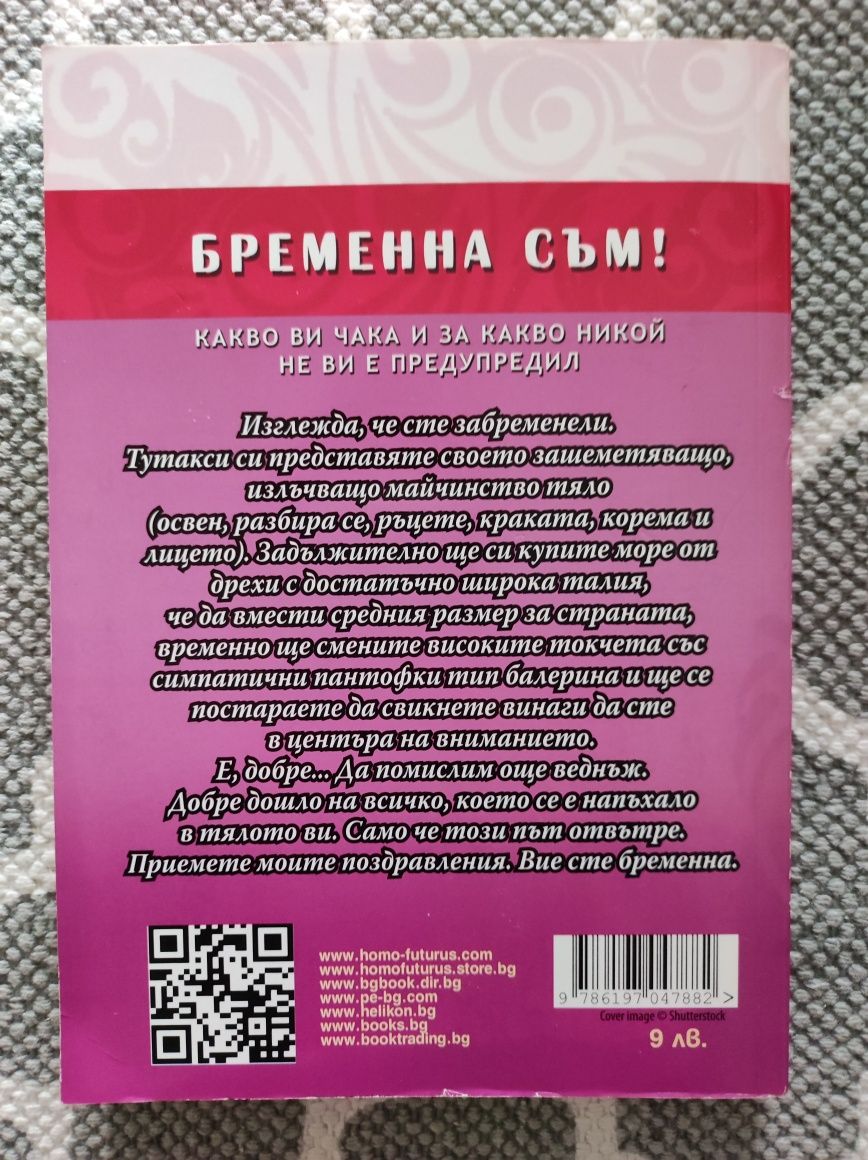 БРЕМЕННА СЪМ!
КАКВО ВИ ЧАКА И ЗА КАКВО НИКОЙ
НЕ ВИ Е ПРЕДУПРЕДИЛ
Изглежда, че сте забременели.
Тутакси си представяте своето зашеметяващо,
излъчващо майчинство тяло
(освен, разбира се, ръцете, краката, корема и
лицето). Задължително ще си купите море от
дрехи с достатъчно широка талия,
че да вмести средния размер за страната,
временно ще смените високите токчета със
симпатични пантофки тип балерина и ще се
постараете да свикнете винаги да сте
в центъра на вниманието.
Е, добре... Да помислим още веднъж.
Добре дошло на всичко, което се е напъхало
в тялото ви. Само че този път отвътре.
Приемете моите поздравления. Вие сте бременна.
www.homo-futurus.com
www.homofuturus.store.bg
www.bgbook.dir.bg
www.pe-bg.com
www.helikon.bg
www.books.bg
www.booktrading.bg
9 786197 047882 >
Cover image © Shutterstock
9 лв.